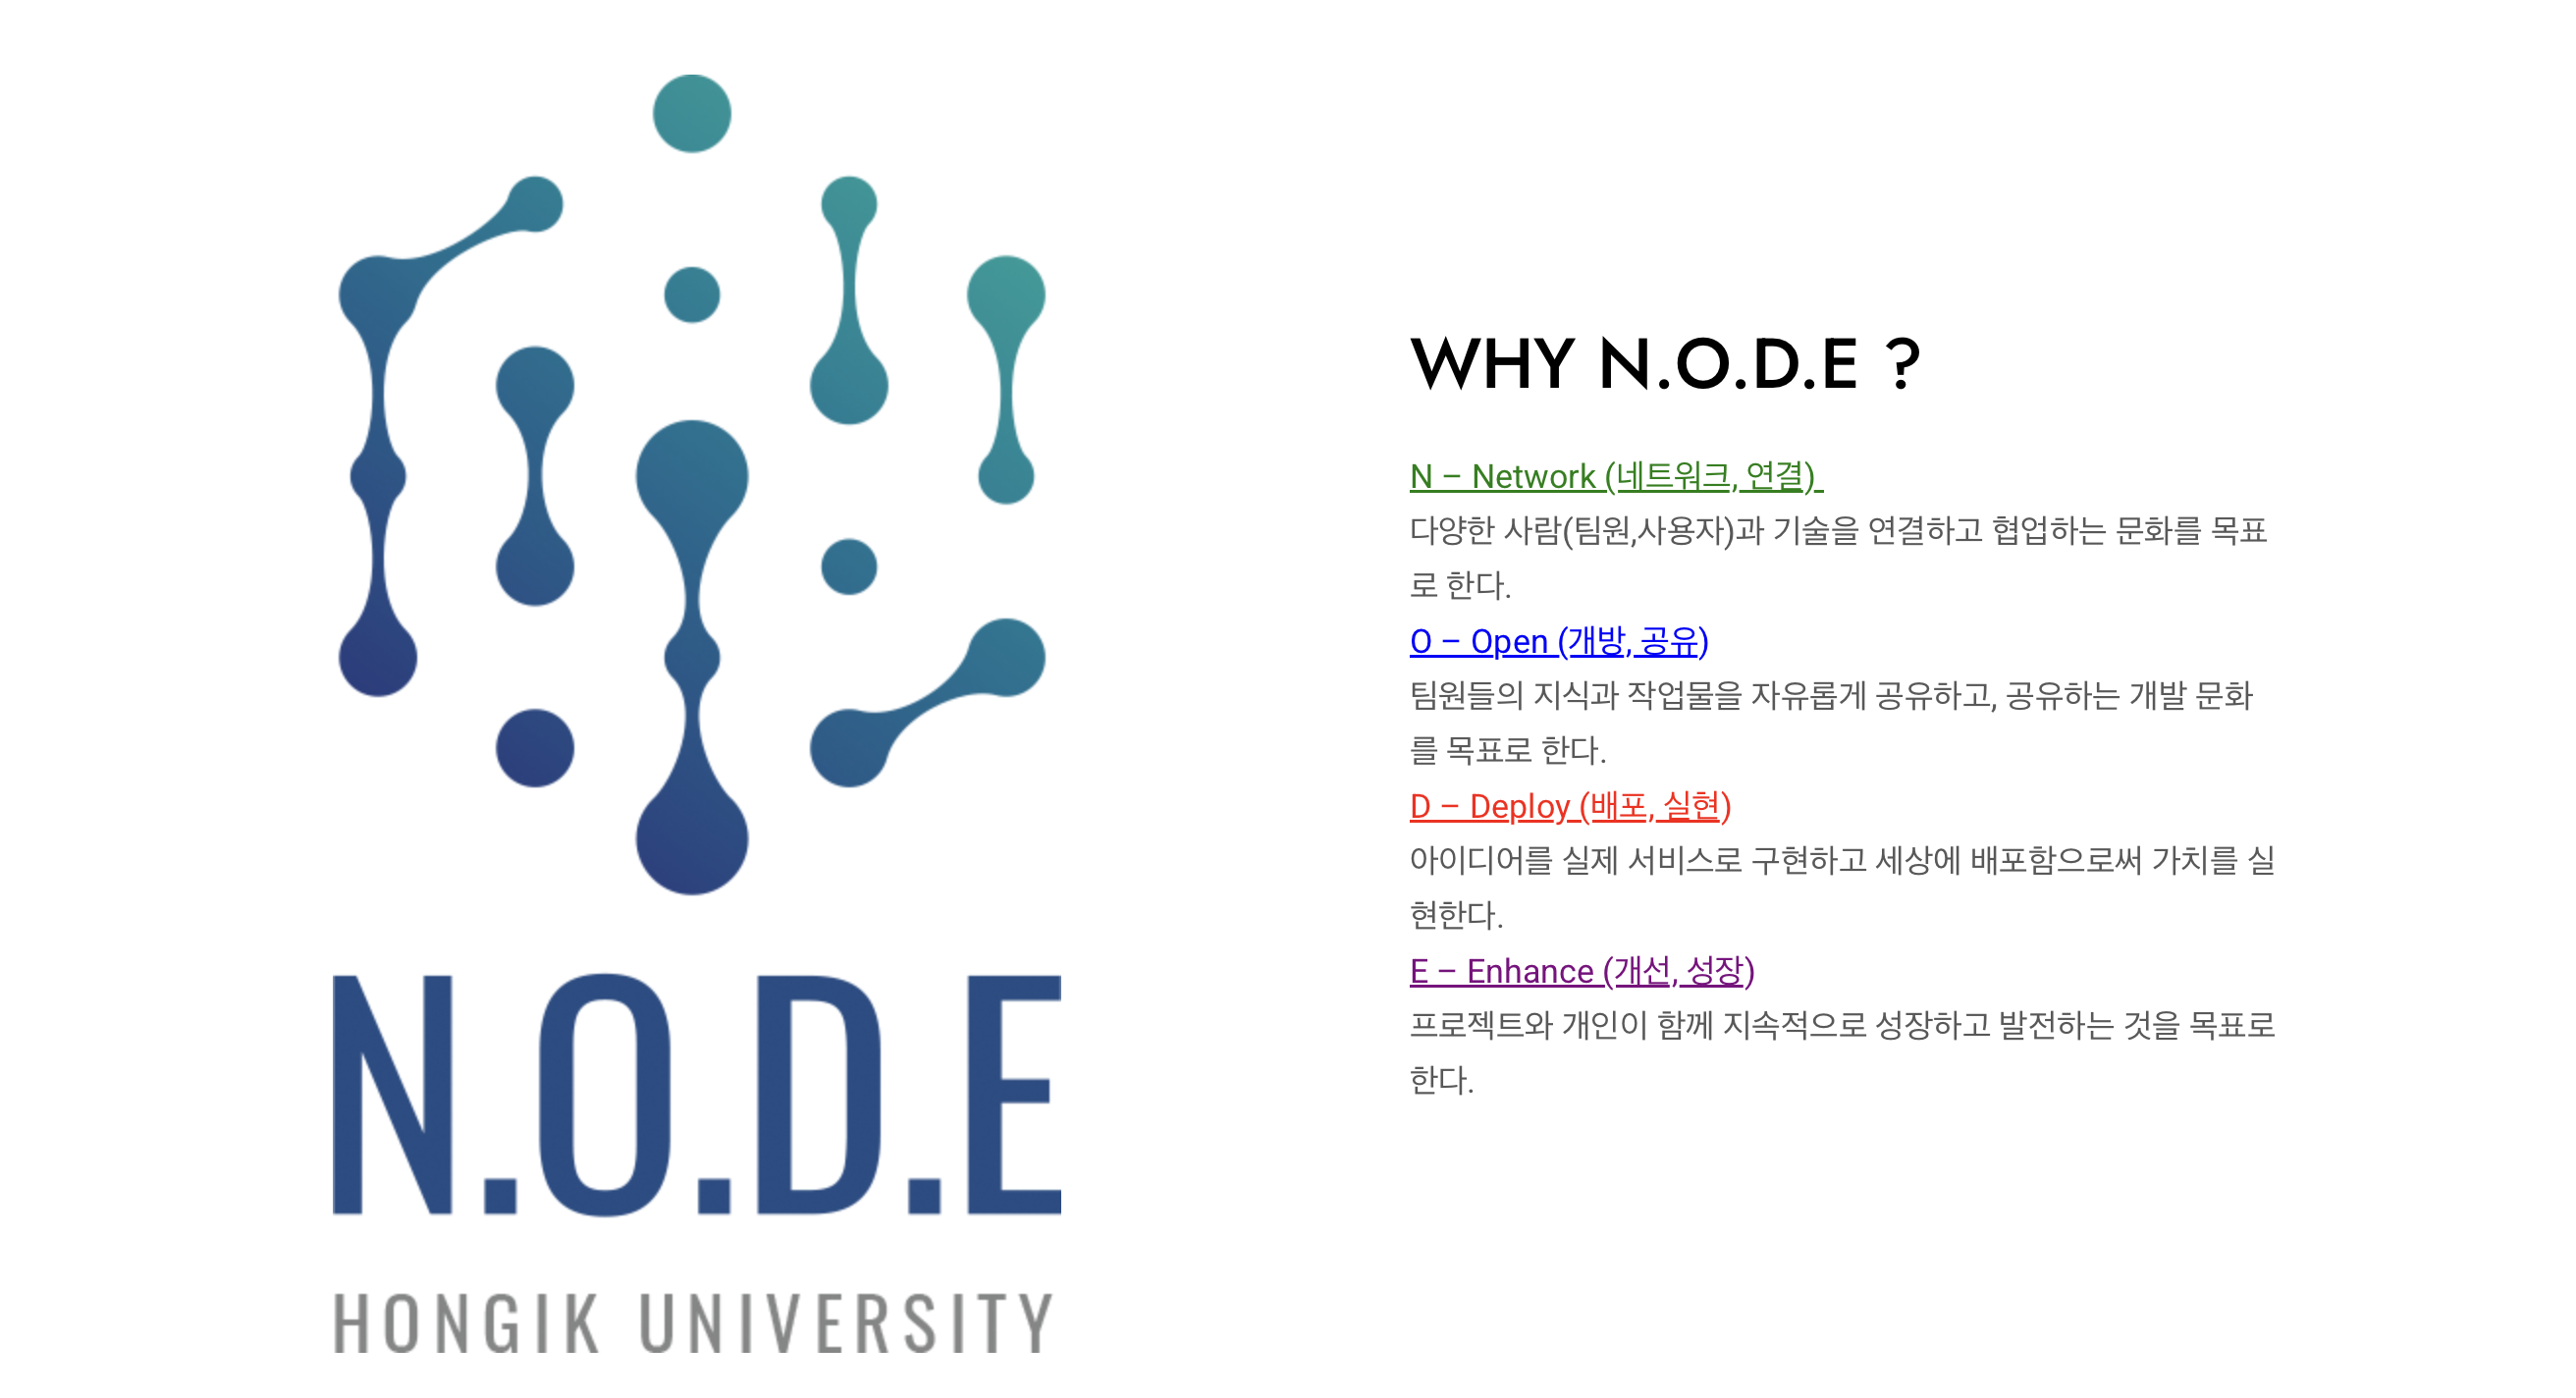 N.O.D.E
HONGIK UNIVERSITY
WHY N.O.D.E ?
N – Network (네트워크, 연결)
다양한 사람(팀원,사용자)과 기술을 연결하고 협업하는 문화를 목표
로 한다.
O – Open (개방, 공유)
팀원들의 지식과 작업물을 자유롭게 공유하고, 공유하는 개발 문화
를 목표로 한다.
D – Deploy (배포, 실현)
아이디어를 실제 서비스로 구현하고 세상에 배포함으로써 가치를 실
현한다.
E – Enhance (개선, 성장)
프로젝트와 개인이 함께 지속적으로 성장하고 발전하는 것을 목표로
한다.